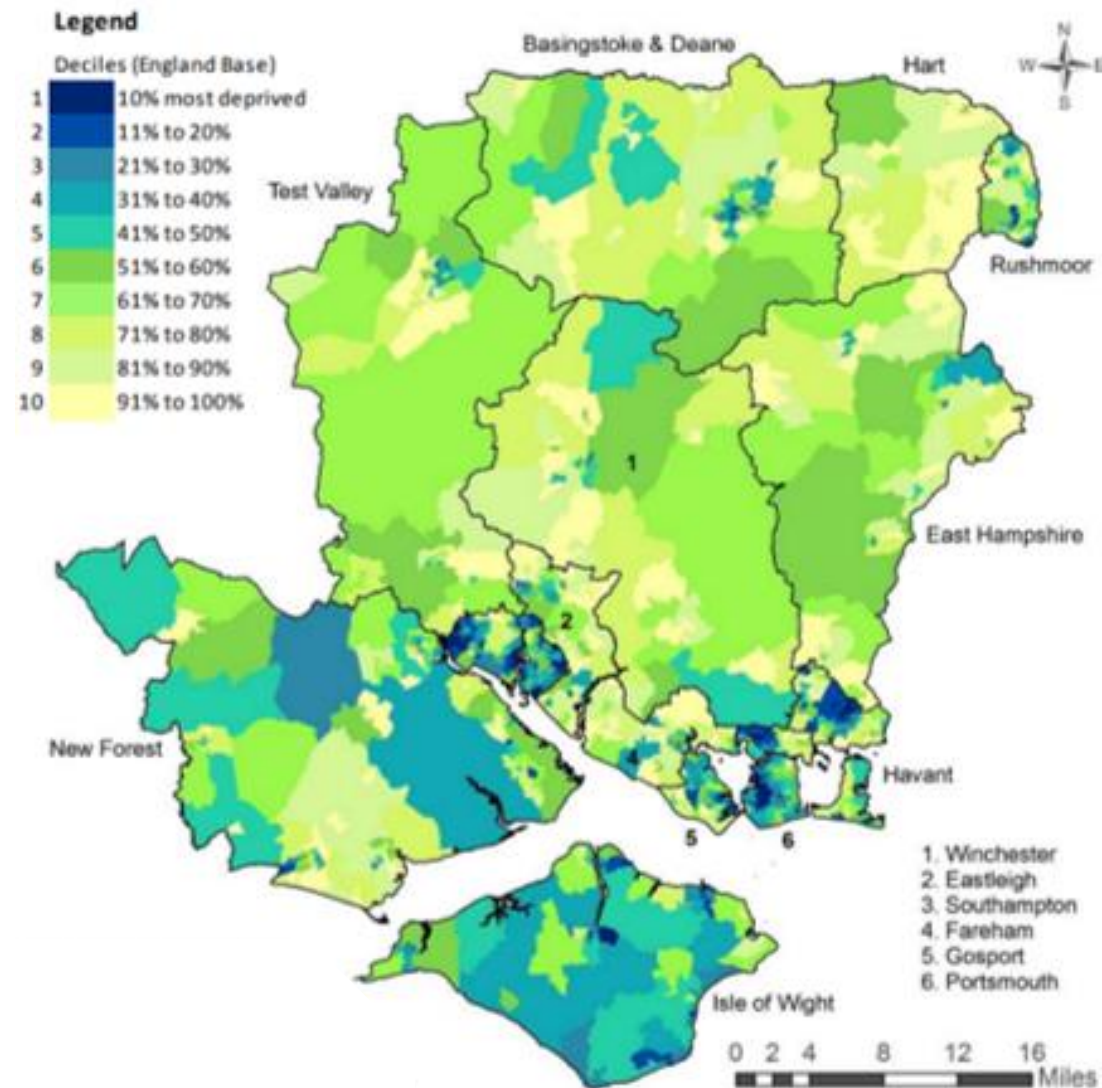 Legend
Deciles (England Base)
1 10% most deprived
2 11% to 20%
3 21% to 30%
4 31% to 40%
5 41% to 50%
6 51% to 60%
7 61% to 70%
8 71% to 80%
9 81% to 90%
10 91% to 100%
Basingstoke & Deane
Hart
N
W E
S
Test Valley
Rushmoor
1
East Hampshire
2
3
New Forest
4
Havant
5 6
1. Winchester
2. Eastleigh
3. Southampton
4. Fareham
5. Gosport
6. Portsmouth
Isle of Wight
0 2 4 8 12 16
Miles